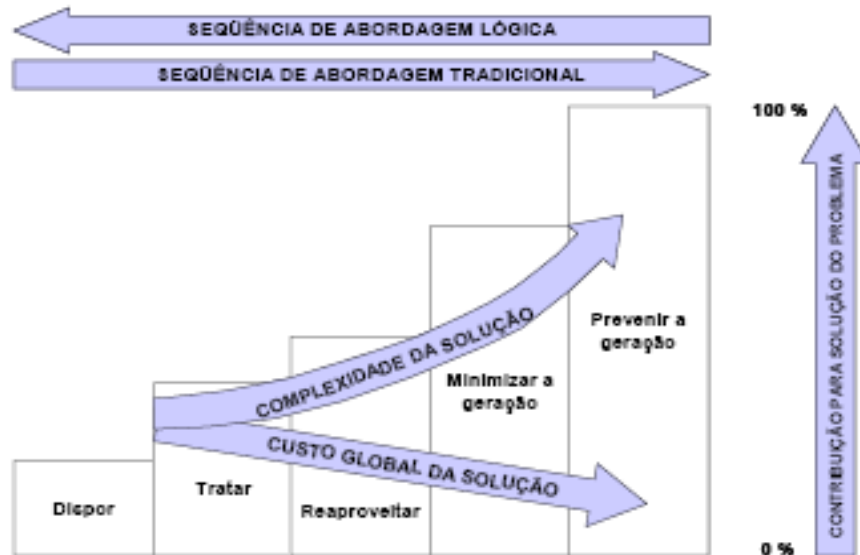 SEQÜÊNCIA DE ABORDAGEM LÓGICA
SEQÜÊNCIA DE ABORDAGEM TRADICIONAL
100 %
CONTRIBUIÇÃO PARA SOLUÇÃO DO PROBLEMA
COMPLEXIDADE DA SOLUÇÃO
Prevenir a
geração
Minimizar a
geração
CUSTO GLOBAL DA SOLUÇÃO
Dispor
Tratar
Reaproveitar
0 %